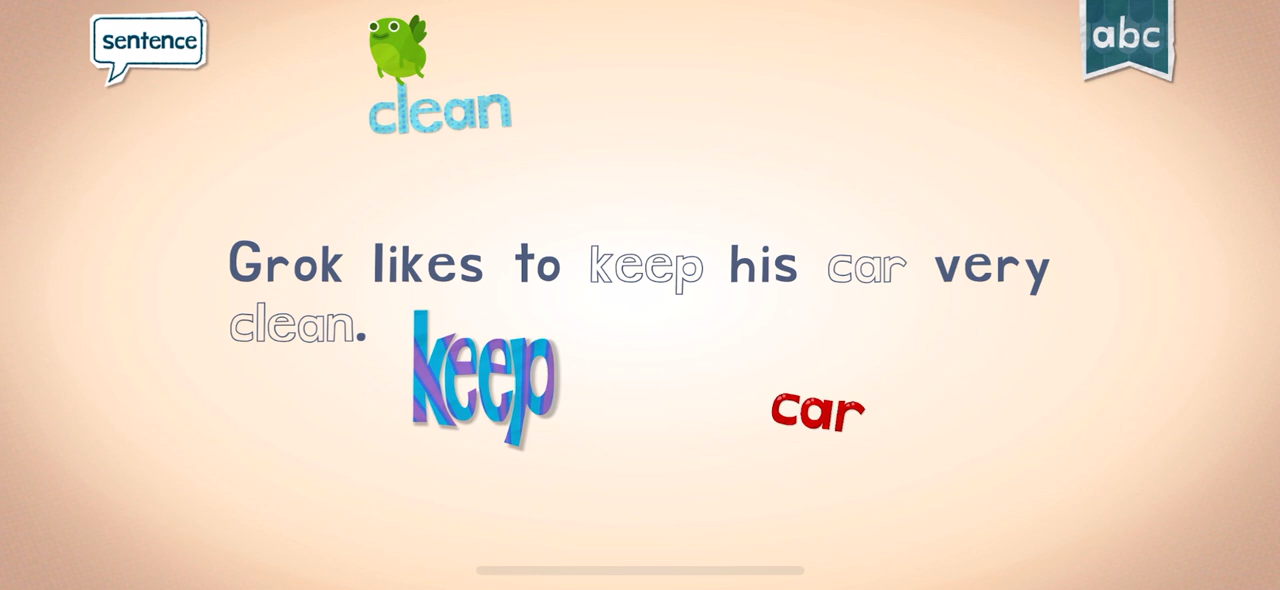 sentence
abc
clean
Grok likes to keep his car very
clean.
keep
car